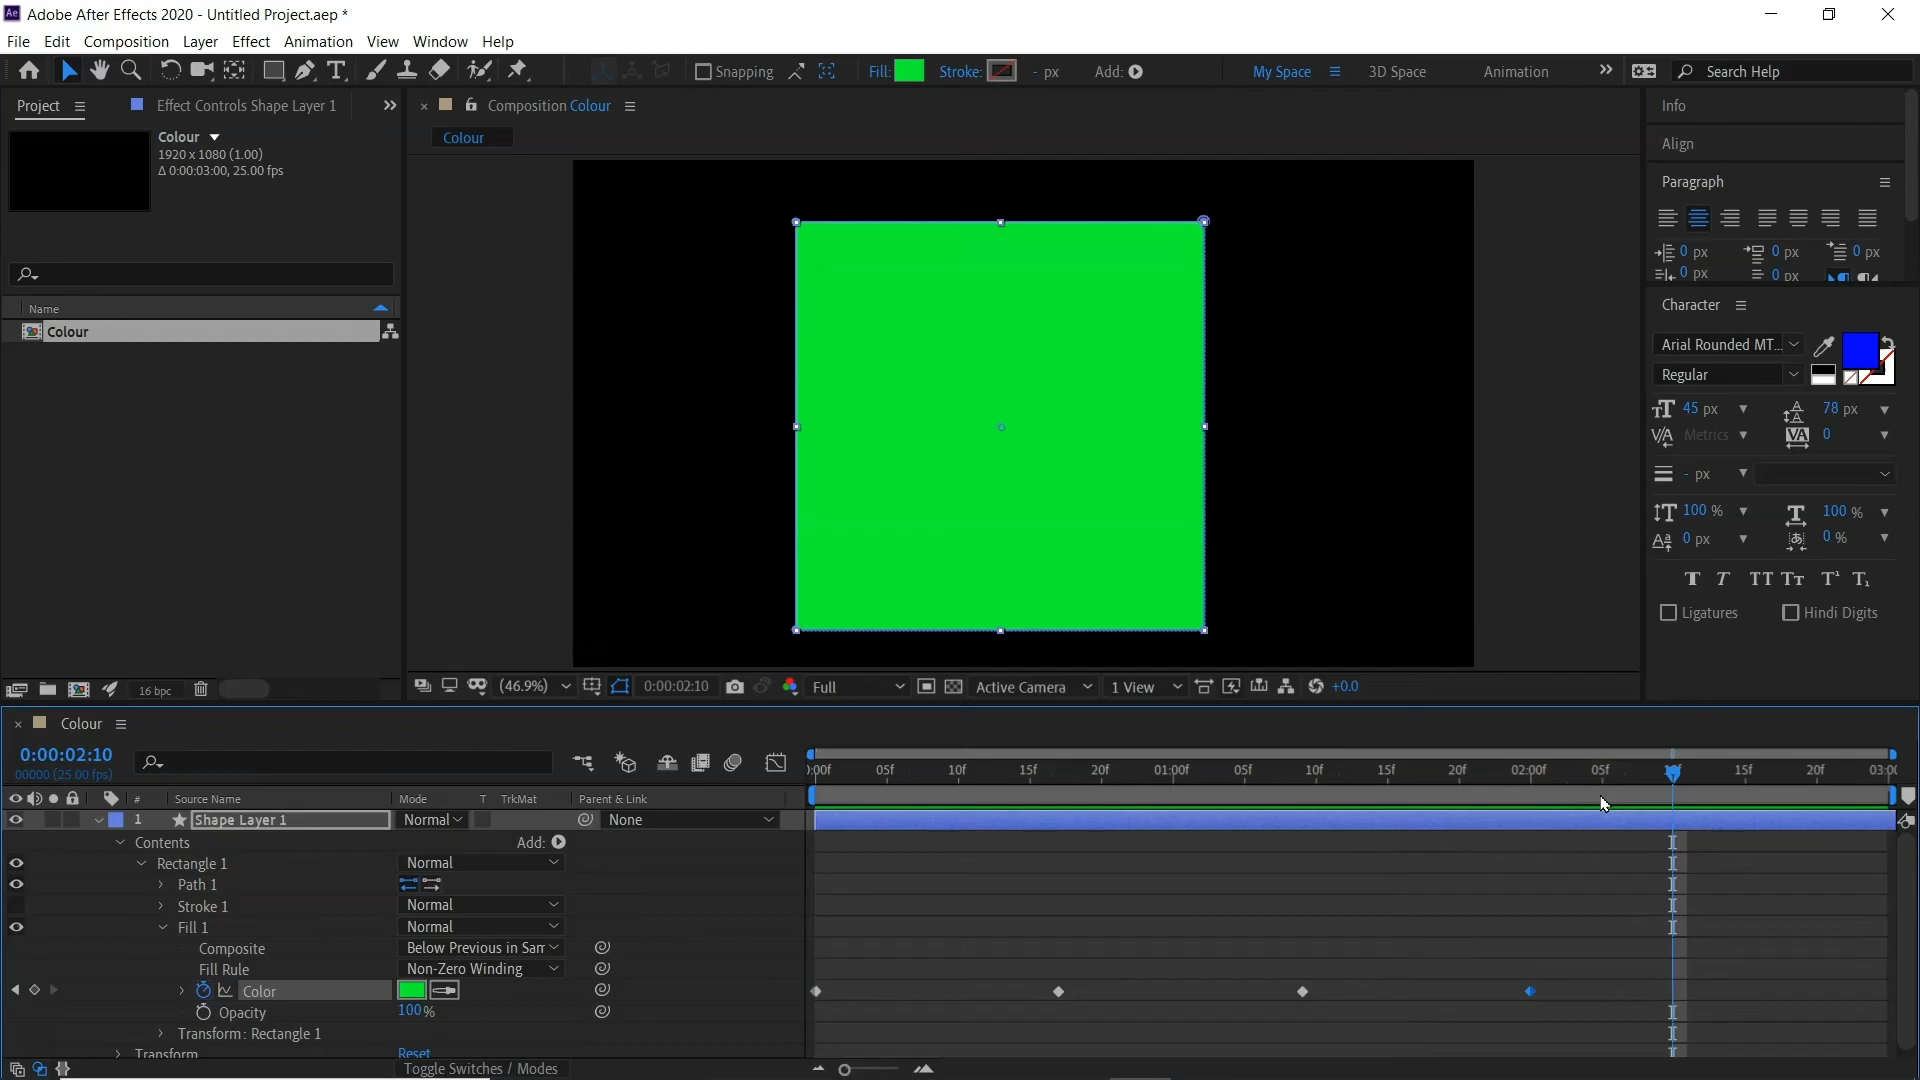 Adobe After Effects 2020 - Untitled Project.aep *
File Edit Composition Layer Effect Animation View Window Help
Snapping Fill: Stroke: - px Add: My Space 3D Space Animation Search Help
Project Effect Controls Shape Layer 1 Composition Colour Info
Colour
1920 x 1080 (1.00)
Δ 0:00:03:00, 25.00 fps
Colour
Align
Paragraph
0 px 0 px 0 px
0 px 0 px
Name
Colour
Character
Arial Rounded MT...
Regular
45 px 78 px
Metrics 0
- px
100 % 100 %
0 px 0 %
T T TT Tт T¹ T₁
Ligatures Hindi Digits
16 bpc (46.9%) 0:00:02:10 Full Active Camera 1 View +0.0
Colour
0:00:02:10
00000 (25.00 fps)
):00f 05f 10f 15f 20f 01:00f 05f 10f 15f 20f 02:00f 05f 15f 20f 03:00
# Source Name Mode T TrkMat Parent & Link
1 Shape Layer 1 Normal None
Contents Add:
Rectangle 1 Normal
Path 1
Stroke 1 Normal
Fill 1 Normal
Composite Below Previous in Sam
Fill Rule Non-Zero Winding
Color
Opacity 100%
Transform: Rectangle 1
Transform Reset
Toggle Switches / Modes